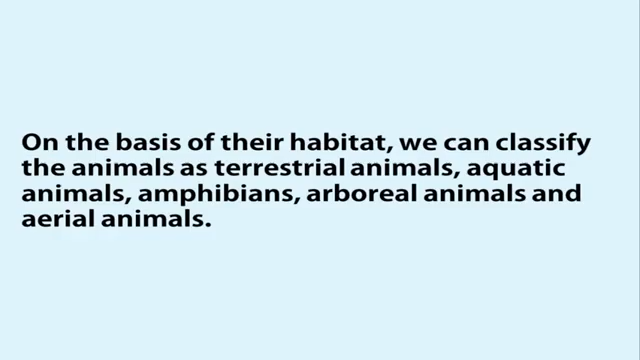 On the basis of their habitat, we can classify
the animals as terrestrial animals, aquatic
animals, amphibians, arboreal animals and
aerial animals.